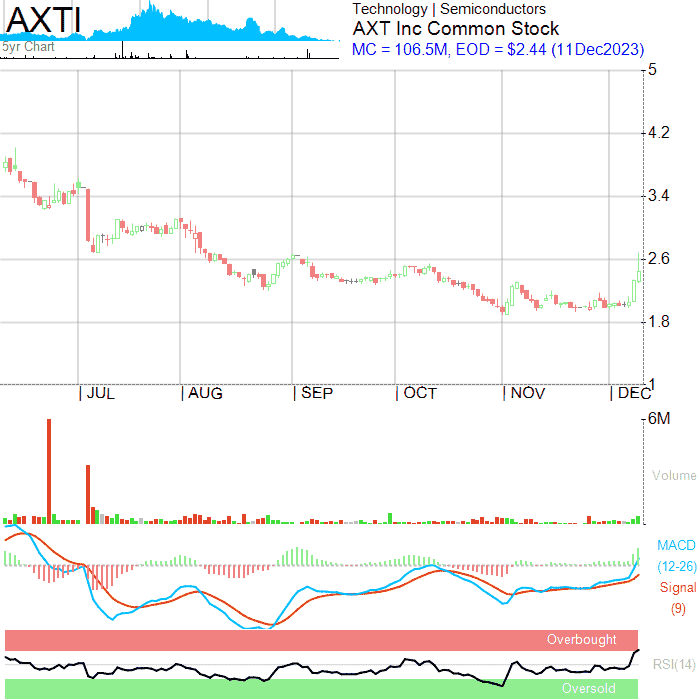 AXTI
5yr Chart
Technology | Semiconductors
AXT Inc Common Stock
MC = 106.5M, EOD = $2.44 (11Dec2023)
5
4.2
3.4
2.6
1.8
1
JUL AUG SEP OCT NOV DEC
6M
Volume
MACD
(12-26)
Signal
(9)
Overbought
RSI(14)
Oversold